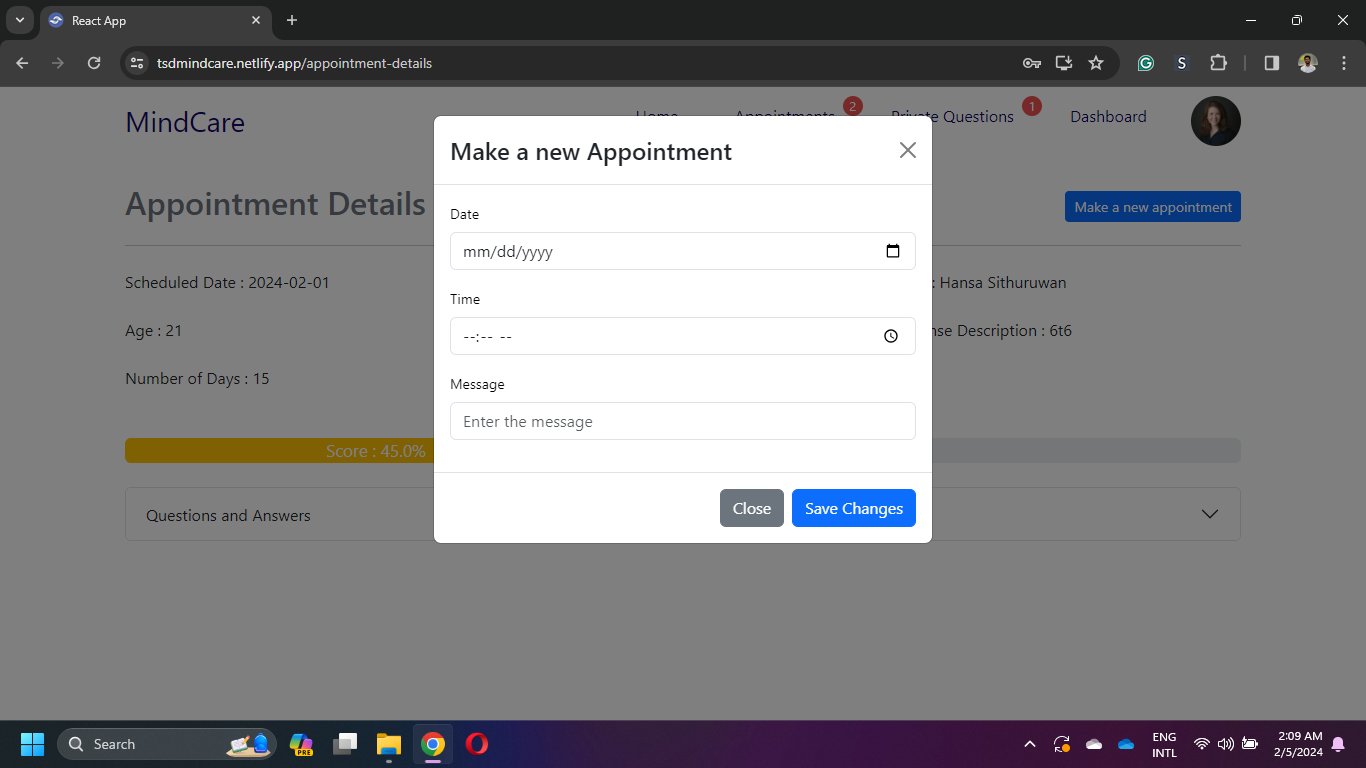 React App
tsdmindcare.netlify.app/appointment-details
S
MindCare
Home
Appointments
2
Private Questions
1
Dashboard
Make a new Appointment
Appointment Details
Make a new appointment
Date
mm/dd/yyyy
Scheduled Date : 2024-02-01
: Hansa Sithuruwan
Time
Age : 21
--:-- --
nse Description : 6t6
Number of Days : 15
Message
Enter the message
Score : 45.0%
Close
Save Changes
Questions and Answers
Search
PRE
ENG
INTL
2:09 AM
2/5/2024